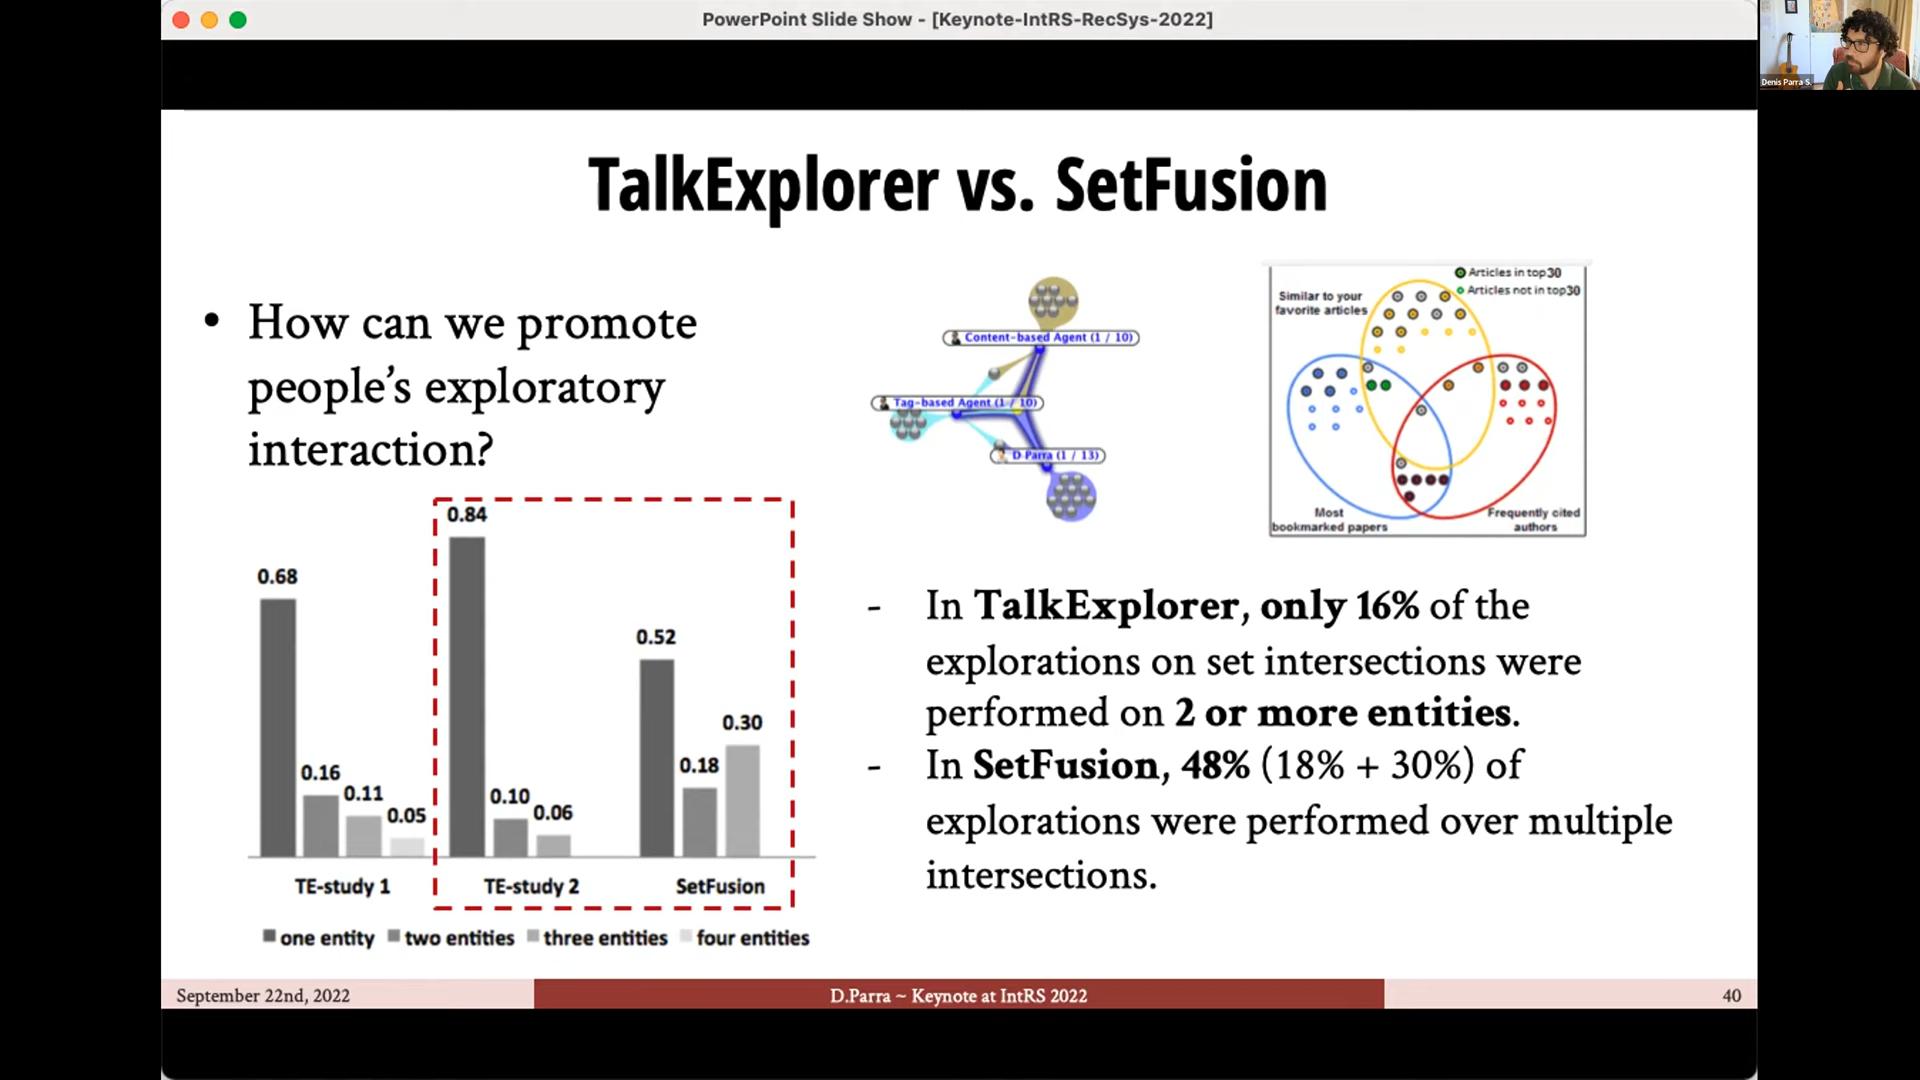 PowerPoint Slide Show - [Keynote-IntRS-RecSys-2022]
Denis Parra S.
TalkExplorer vs. SetFusion
• How can we promote
people's exploratory
interaction?
Content-based Agent (1 / 10)
Tag-based Agent (1 / 10)
D Parra (1 / 13)
Articles in top30
Articles not in top30
Similar to your
favorite articles
Most
bookmarked papers
Frequently cited
authors
0.68
0.16
0.11
0.05
0.84
0.10
0.06
0.52
0.18
0.30
TE-study 1
TE-study 2
SetFusion
one entity two entities three entities four entities
- In TalkExplorer, only 16% of the
explorations on set intersections were
performed on 2 or more entities.
- In SetFusion, 48% (18% + 30%) of
explorations were performed over multiple
intersections.
September 22nd, 2022
D.Parra ~ Keynote at IntRS 2022
40